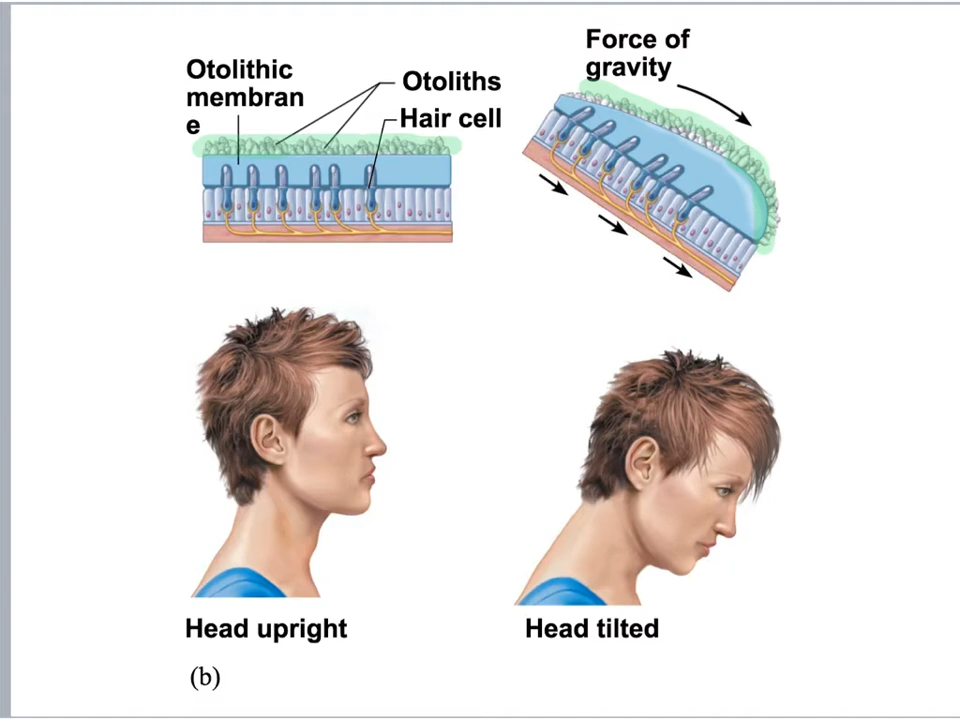 Otolithic
membran
e
Otoliths
Hair cell
Force of
gravity
Head upright
Head tilted
(b)